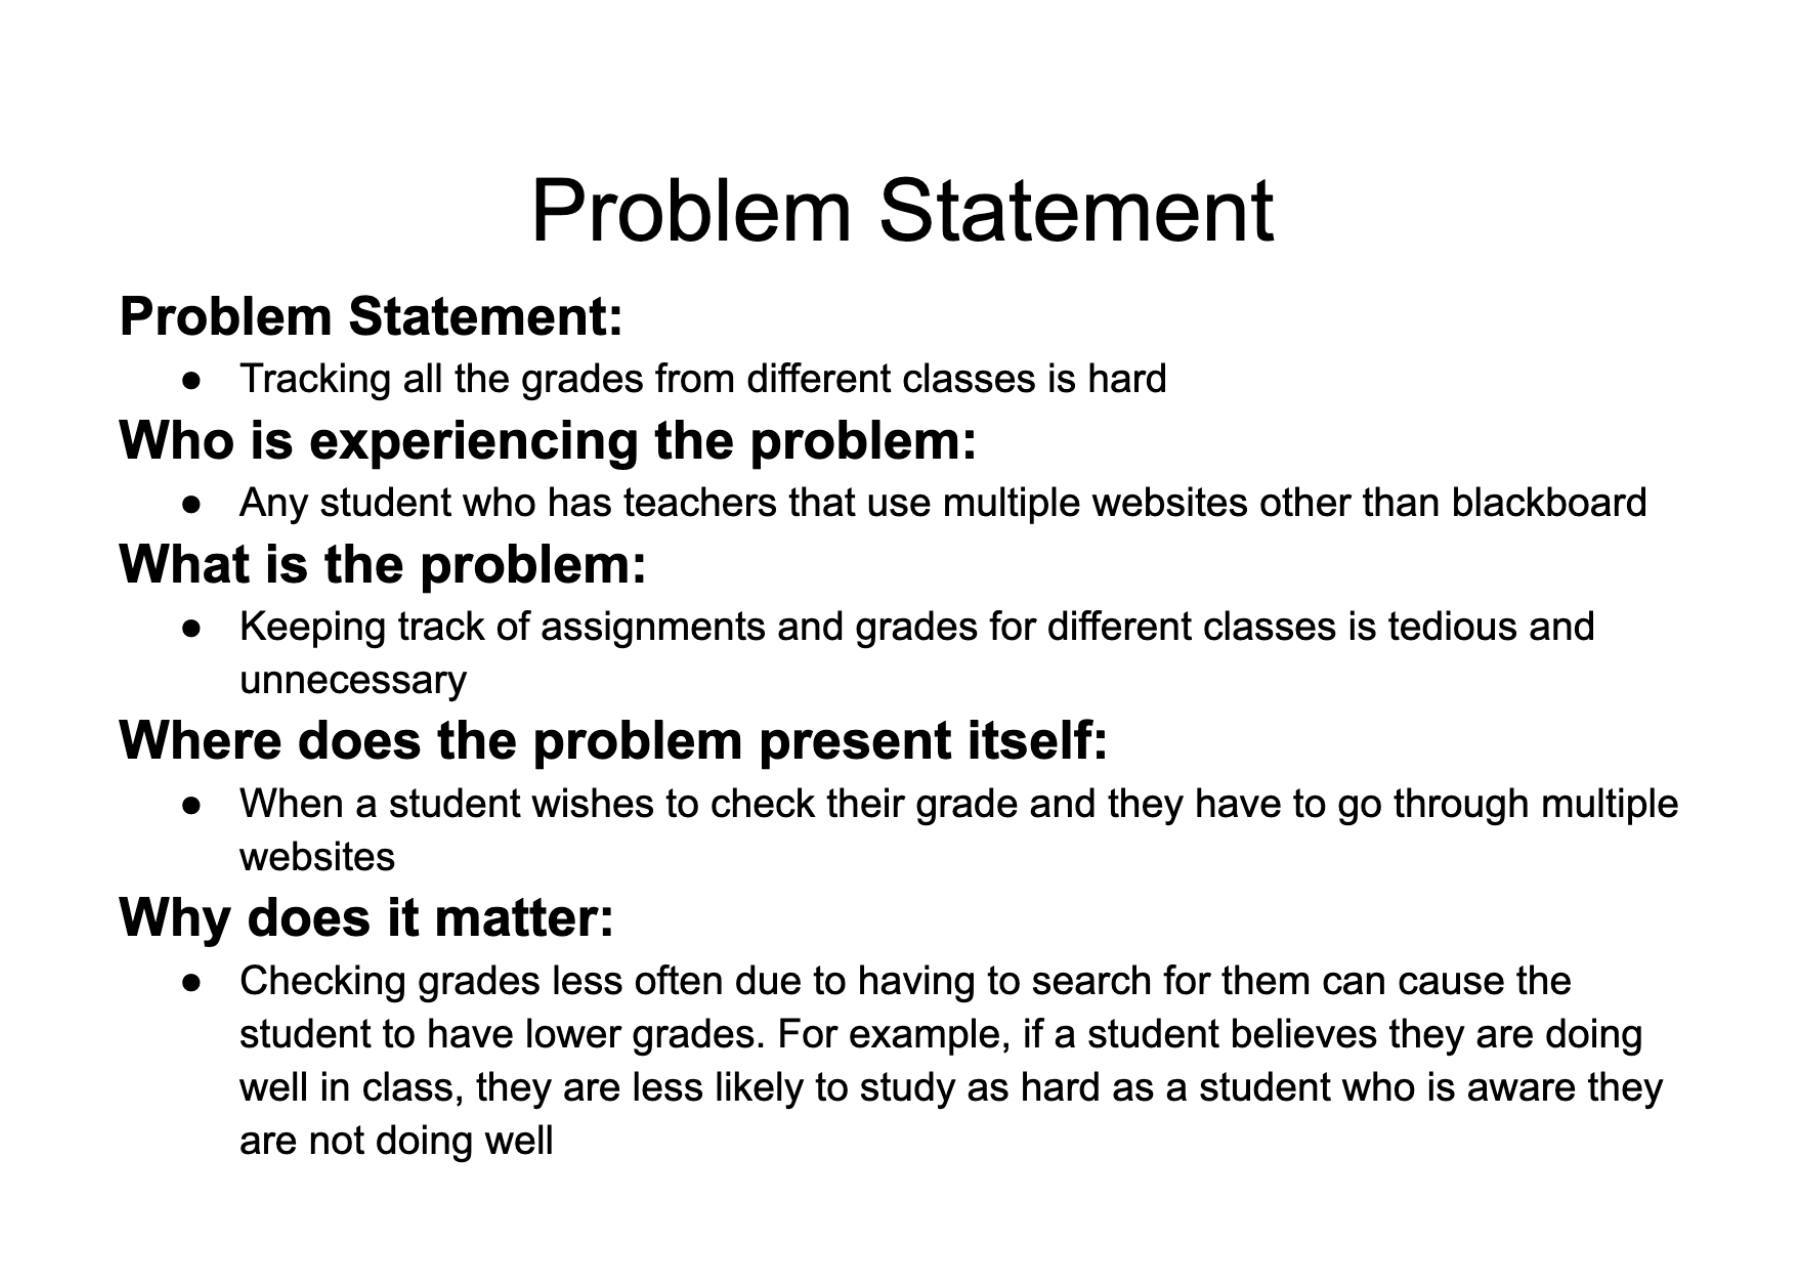 Problem Statement
Problem Statement:
● Tracking all the grades from different classes is hard
Who is experiencing the problem:
● Any student who has teachers that use multiple websites other than blackboard
What is the problem:
● Keeping track of assignments and grades for different classes is tedious and
unnecessary
Where does the problem present itself:
● When a student wishes to check their grade and they have to go through multiple
websites
Why does it matter:
● Checking grades less often due to having to search for them can cause the
student to have lower grades. For example, if a student believes they are doing
well in class, they are less likely to study as hard as a student who is aware they
are not doing well